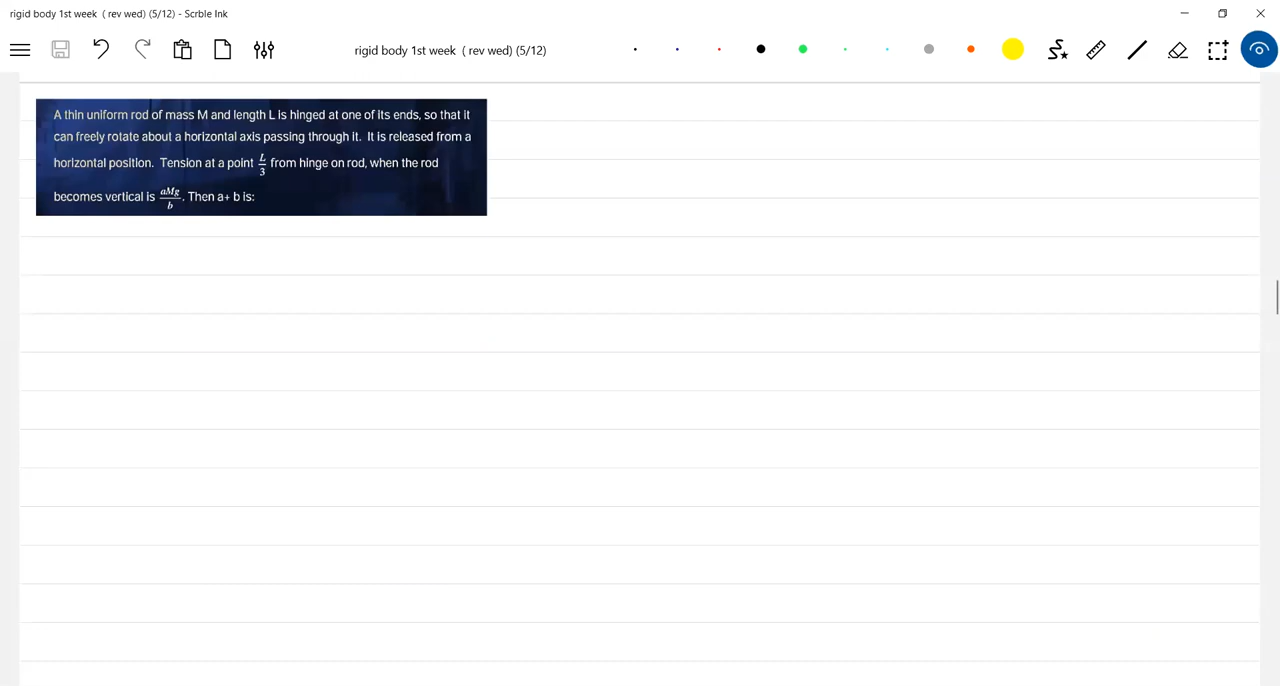 rigid body 1st week ( rev wed) (5/12) - Scrble Ink
rigid body 1st week ( rev wed) (5/12)
A thin uniform rod of mass M and length L is hinged at one of its ends, so that it
can freely rotate about a horizontal axis passing through it. It is released from a
horizontal position. Tension at a point L/3 from hinge on rod, when the rod
becomes vertical is aMg/b. Then a+ b is: